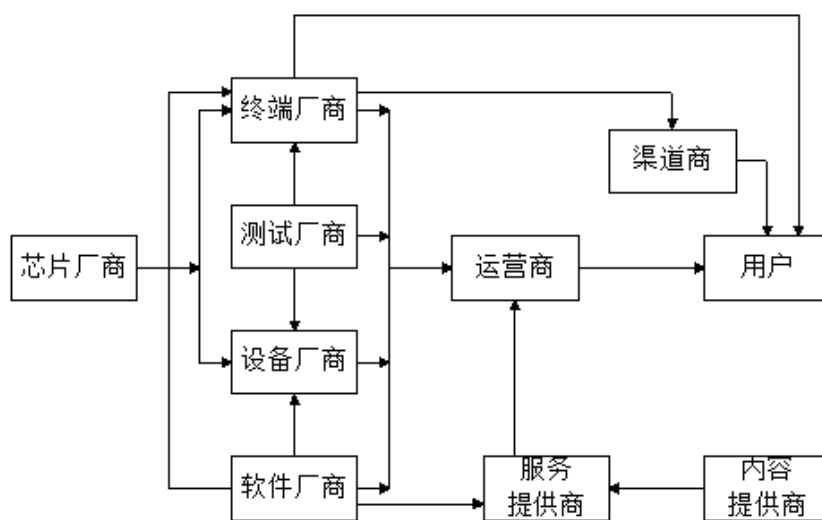 终端厂商
渠道商
测试厂商
芯片厂商
运营商
用户
设备厂商
软件厂商
服务
提供商
内容
提供商